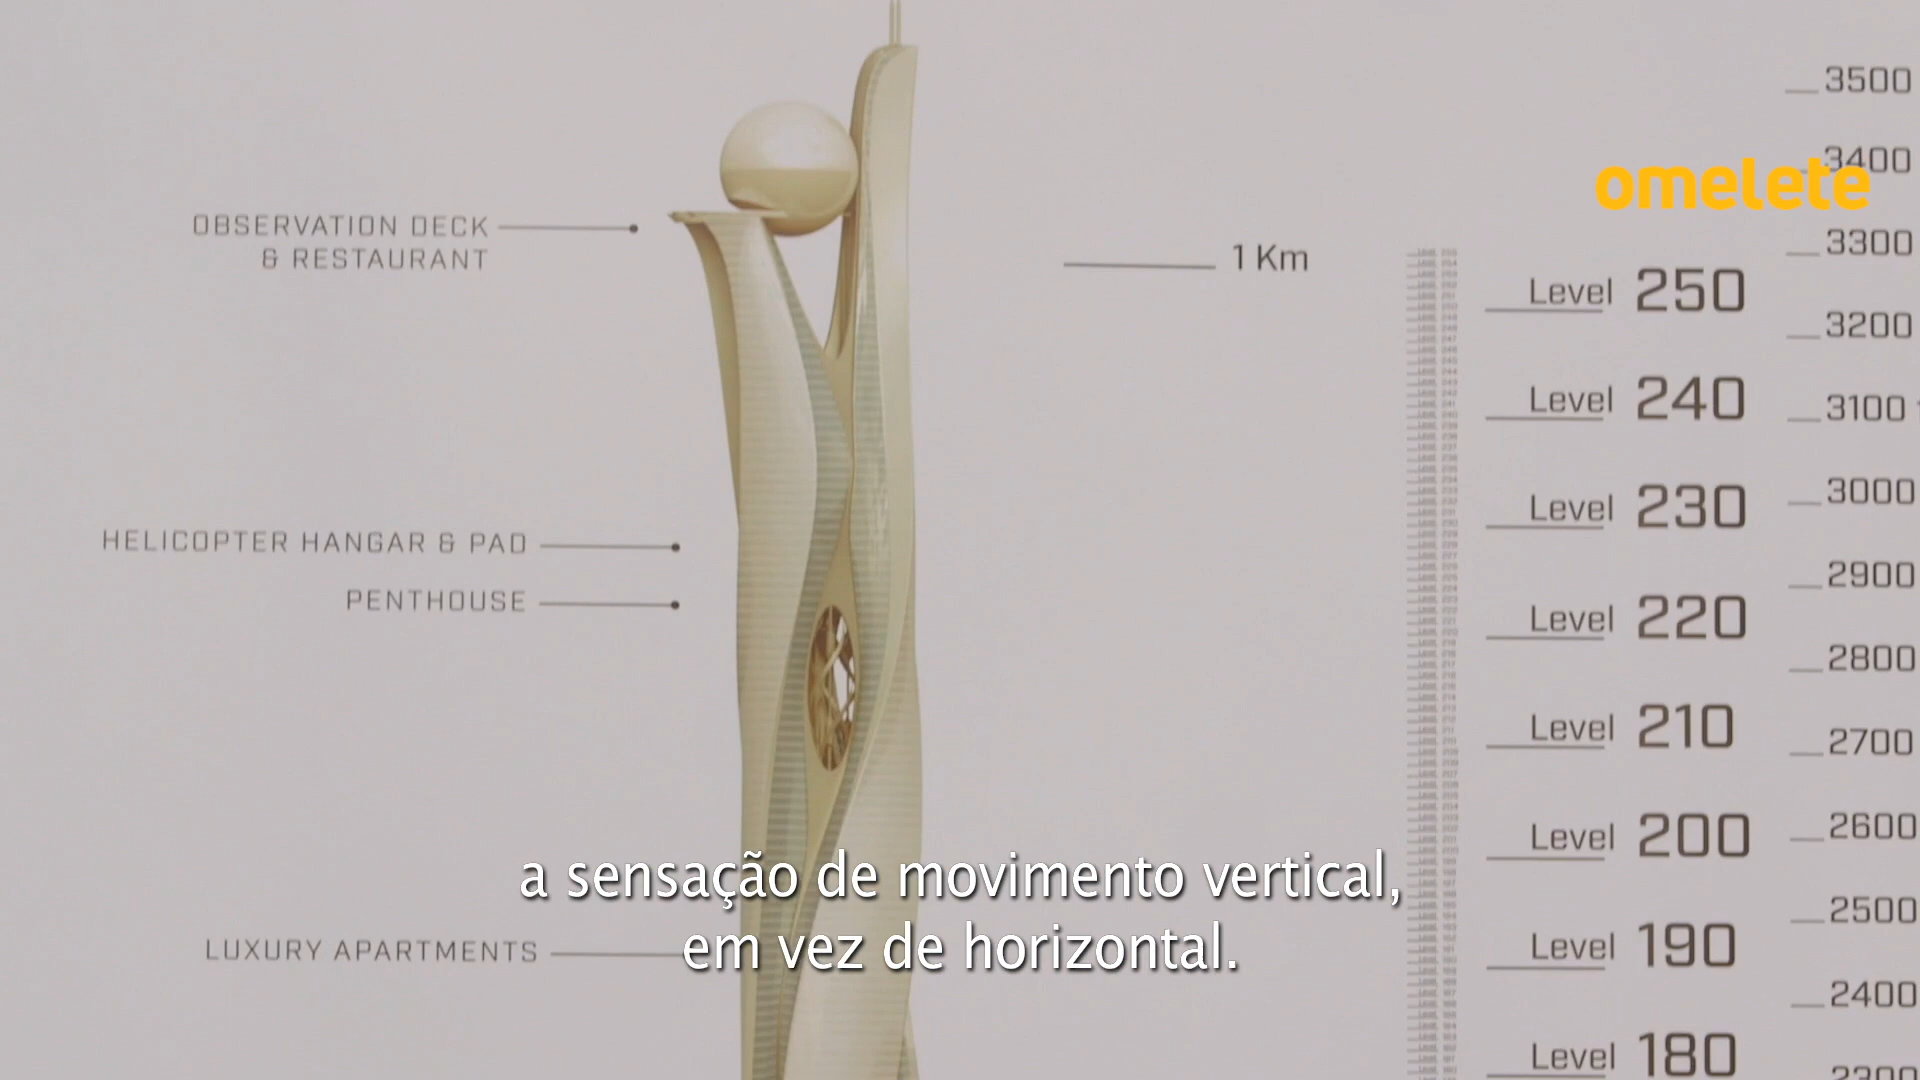 OBSERVATION DECK
& RESTAURANT
HELICOPTER HANGAR & PAD
PENTHOUSE
LUXURY APARTMENTS
1 Km
Level 250
Level 240
Level 230
Level 220
Level 210
Level 200
Level 190
Level 180
3500
3400
3300
3200
3100
3000
2900
2800
2700
2600
2500
2400
2300
omelete
a sensação de movimento vertical,
em vez de horizontal.